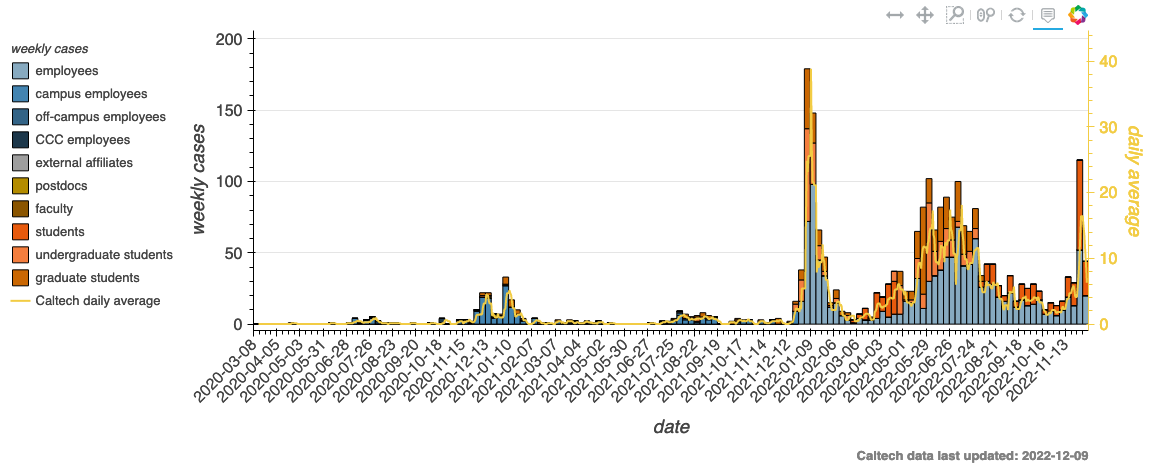 weekly cases
employees
campus employees
off-campus employees
CCC employees
external affiliates
postdocs
faculty
students
undergraduate students
graduate students
Caltech daily average
weekly cases
200
150
100
50
0
40
30
20
10
0
daily average
2020-03-08
2020-04-05
2020-05-03
2020-05-31
2020-06-28
2020-07-26
2020-08-23
2020-09-20
2020-10-18
2020-11-15
2020-12-13
2021-01-10
2021-02-08
2021-03-07
2021-04-04
2021-05-02
2021-05-30
2021-06-27
2021-07-25
2021-08-22
2021-09-19
2021-10-17
2021-11-14
2021-12-12
2022-01-09
2022-02-06
2022-03-06
2022-04-03
2022-05-01
2022-05-29
2022-06-26
2022-07-24
2022-08-21
2022-09-18
2022-10-16
2022-11-13
date
Caltech data last updated: 2022-12-09